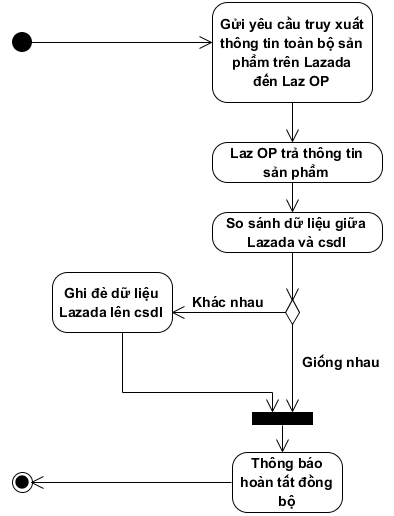 Gửi yêu cầu truy xuất
thông tin toàn bộ sản
phẩm trên Lazada
đến Laz OP
Laz OP trả thông tin
sản phẩm
So sánh dữ liệu giữa
Lazada và csdl
Khác nhau
Ghi đè dữ liệu
Lazada lên csdl
Giống nhau
Thông báo
hoàn tất đồng
bộ